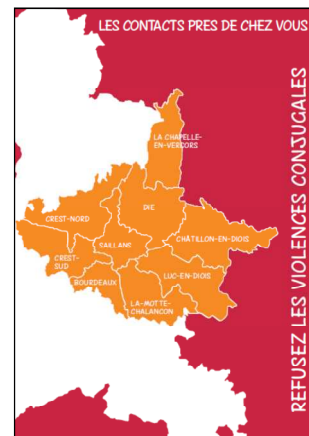 LES CONTACTS PRES DE CHEZ VOUS
REFUSEZ LES VIOLENCES CONJUGALES
LA CHAPELLE-
EN-VERCORS
DIE
CREST-NORD
CHÂTILLON-EN-DIOIS
SAILLANS
CREST-
SUD
LUC-EN-DIOIS
BOURDEAUX
LA-MOTTE-
CHALANCON